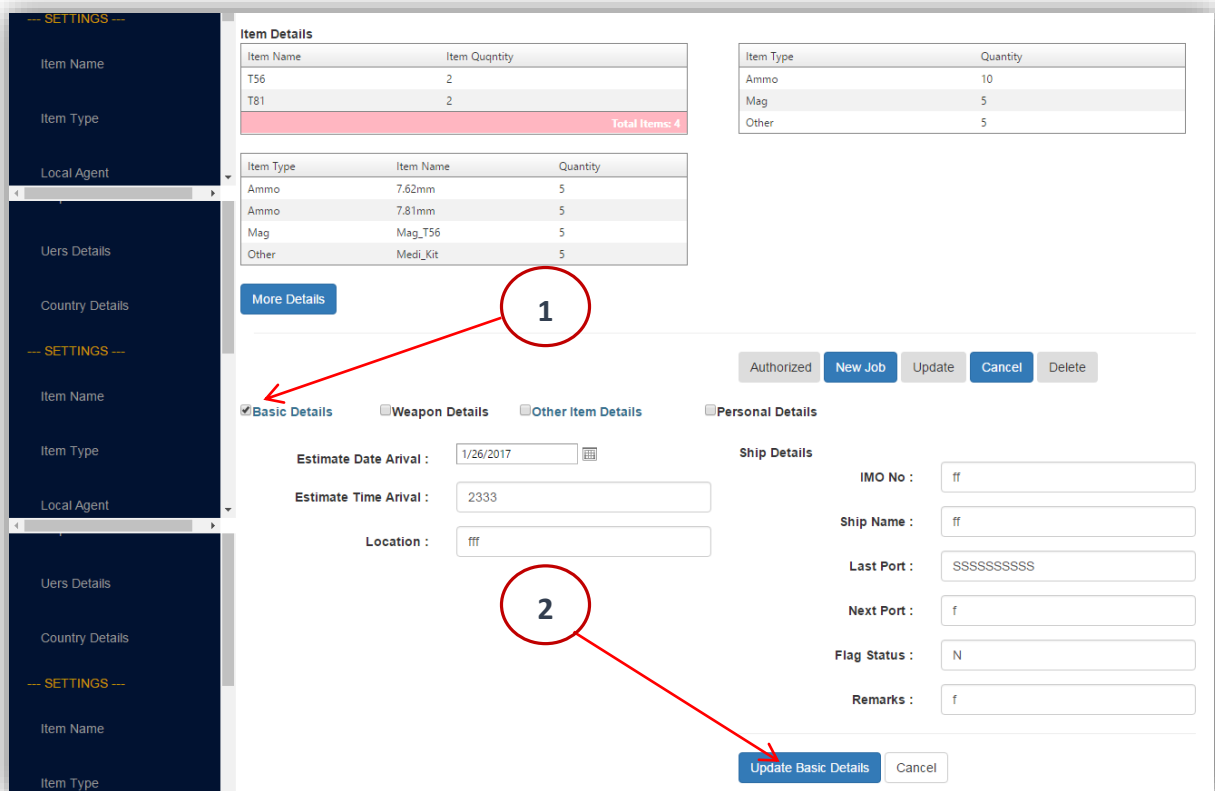 --- SETTINGS ---
Item Name
Item Type
Local Agent
Uers Details
Country Details
--- SETTINGS ---
Item Name
Item Type
Local Agent
Uers Details
Country Details
--- SETTINGS ---
Item Name
Item Type
Item Details
Item Name Item Quqntity
T56 2
T81 2
Total Items: 4
Item Type Quantity
Ammo 10
Mag 5
Other 5
Item Type Item Name Quantity
Ammo 7.62mm 5
Ammo 7.81mm 5
Mag Mag_T56 5
Other Medi_Kit 5
More Details
1
Authorized New Job Update Cancel Delete
Basic Details Weapon Details Other Item Details Personal Details
Estimate Date Arival : 1/26/2017
Estimate Time Arival : 2333
Location : fff
2
Ship Details
IMO No : ff
Ship Name : ff
Last Port : SSSSSSSSSS
Next Port : f
Flag Status : N
Remarks : f
Update Basic Details Cancel